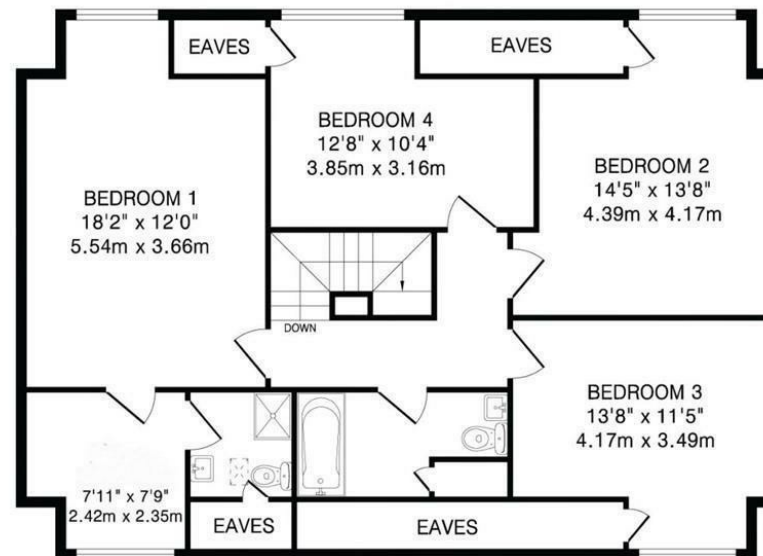 EAVES
EAVES
BEDROOM 4
12'8" x 10'4"
3.85m x 3.16m
BEDROOM 2
14'5" x 13'8"
4.39m x 4.17m
BEDROOM 1
18'2" x 12'0"
5.54m x 3.66m
DOWN
BEDROOM 3
13'8" x 11'5"
4.17m x 3.49m
7'11" x 7'9"
2.42m x 2.35m
EAVES
EAVES